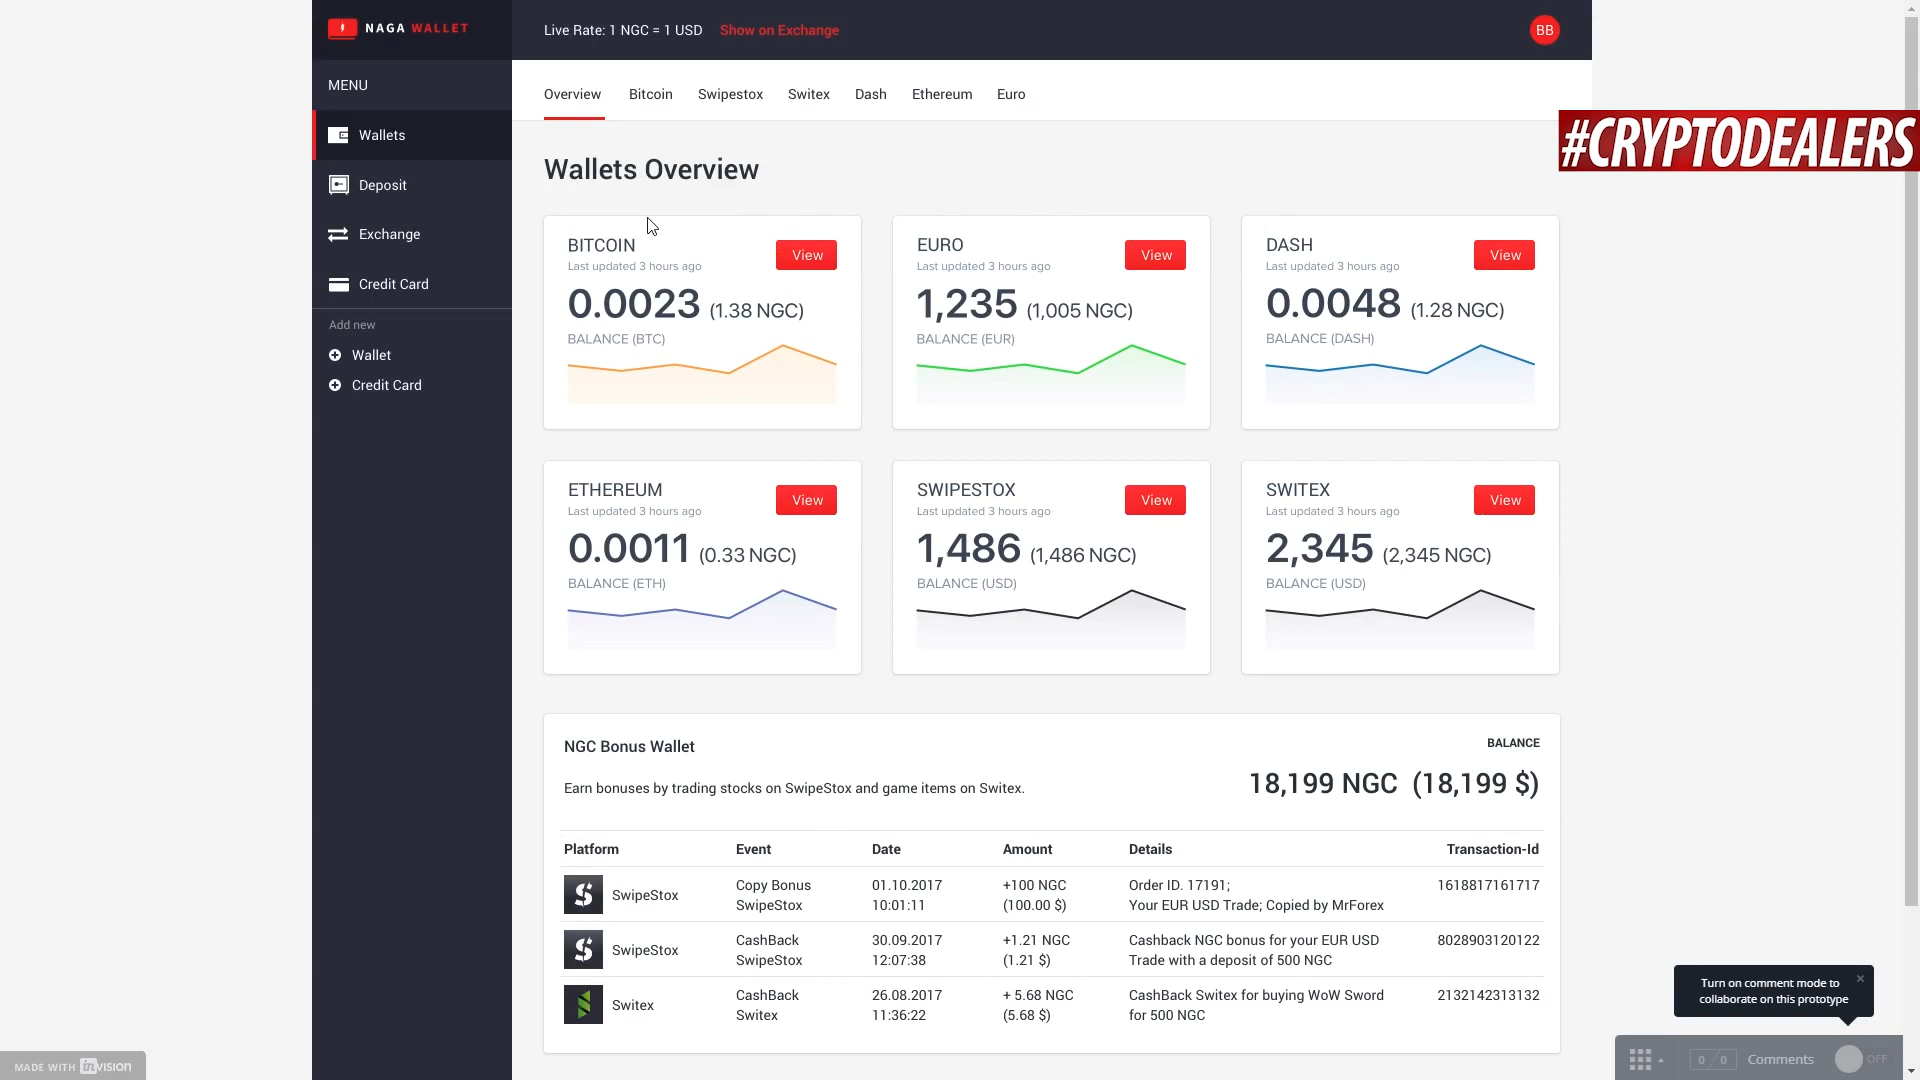 NAGA WALLET
Live Rate: 1 NGC = 1 USD Show on Exchange
BB
MENU
Wallets
Deposit
Exchange
Credit Card
Add new
Wallet
Credit Card
Overview Bitcoin Swipestox Switex Dash Ethereum Euro
#CRYPTODEALERS
Wallets Overview
BITCOIN
View
Last updated 3 hours ago
0.0023 (1.38 NGC)
BALANCE (BTC)
EURO
View
Last updated 3 hours ago
1,235 (1,005 NGC)
BALANCE (EUR)
DASH
View
Last updated 3 hours ago
0.0048 (1.28 NGC)
BALANCE (DASH)
ETHEREUM
View
Last updated 3 hours ago
0.0011 (0.33 NGC)
BALANCE (ETH)
SWIPESTOX
View
Last updated 3 hours ago
1,486 (1,486 NGC)
BALANCE (USD)
SWITEX
View
Last updated 3 hours ago
2,345 (2,345 NGC)
BALANCE (USD)
NGC Bonus Wallet
BALANCE
Earn bonuses by trading stocks on SwipeStox and game items on Switex.
18,199 NGC (18,199 $)
Platform Event Date Amount Details Transaction-Id
SwipeStox
Copy Bonus
SwipeStox
01.10.2017
10:01:11
+100 NGC
(100.00 $)
Order ID. 17191;
Your EUR USD Trade; Copied by MrForex
1618817161717
SwipeStox
CashBack
SwipeStox
30.09.2017
12:07:38
+1.21 NGC
(1.21 $)
Cashback NGC bonus for your EUR USD
Trade with a deposit of 500 NGC
8028903120122
Switex
CashBack
Switex
26.08.2017
11:36:22
+ 5.68 NGC
(5.68 $)
CashBack Switex for buying WoW Sword
for 500 NGC
2132142313132
Turn on comment mode to
collaborate on this prototype
MADE WITH invision
0 / 0 Comments OFF